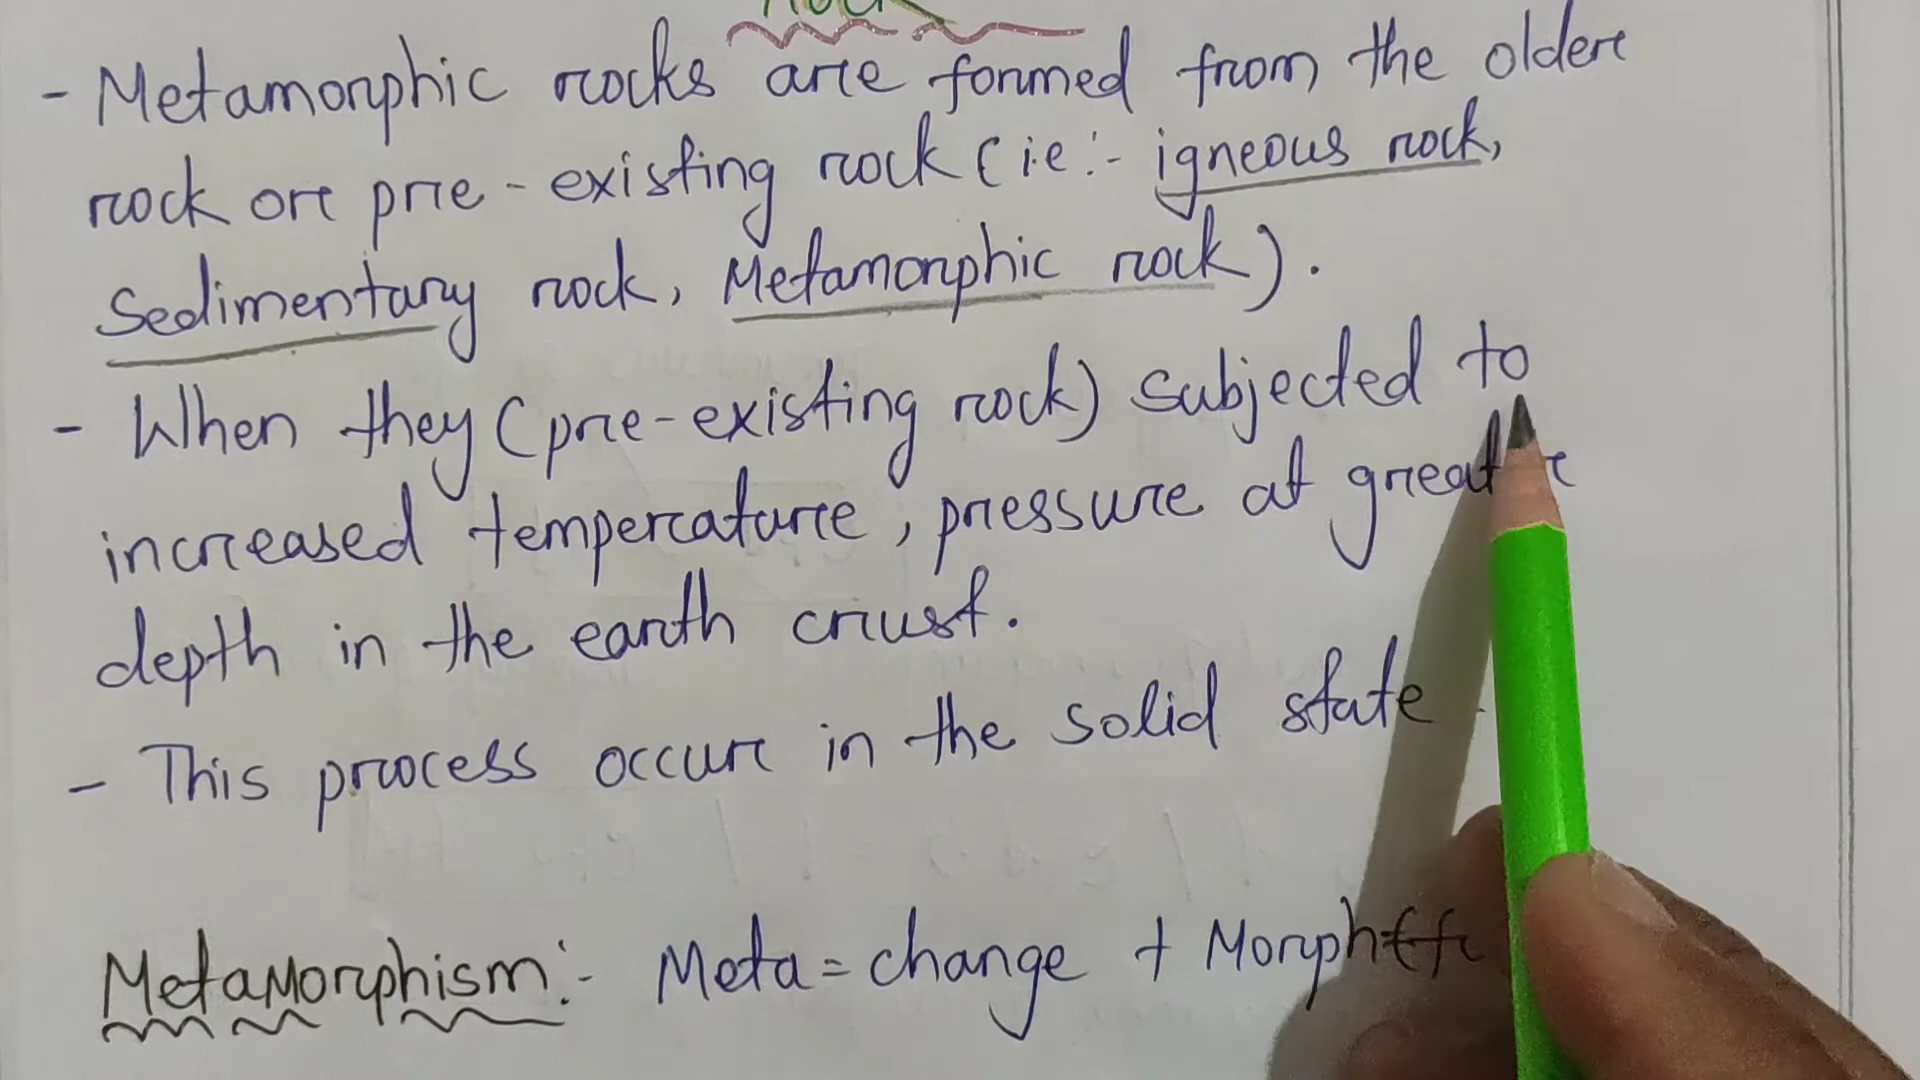 Rock
- Metamorphic rocks are formed from the older
rock or pre-existing rock (i.e:- igneous rock,
Sedimentary rock, Metamorphic rock).
- When they (pre-existing rock) subjected to
increased temperature, pressure at great
depth in the earth crust.
- This process occur in the solid state
Metamorphism:- Meta = change + Morph